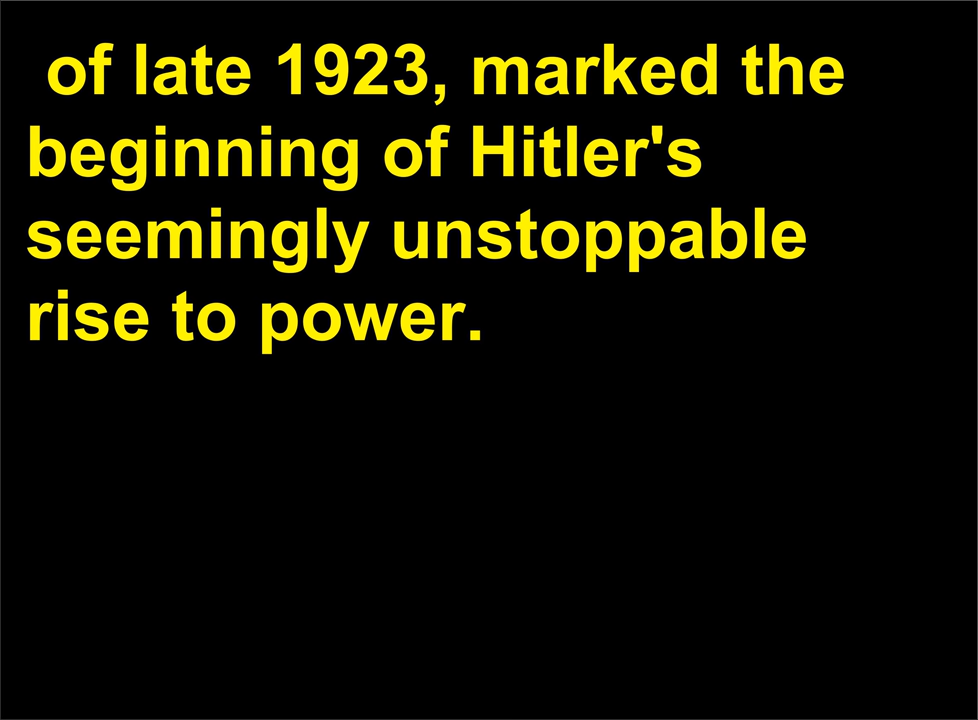 of late 1923, marked the
beginning of Hitler's
seemingly unstoppable
rise to power.